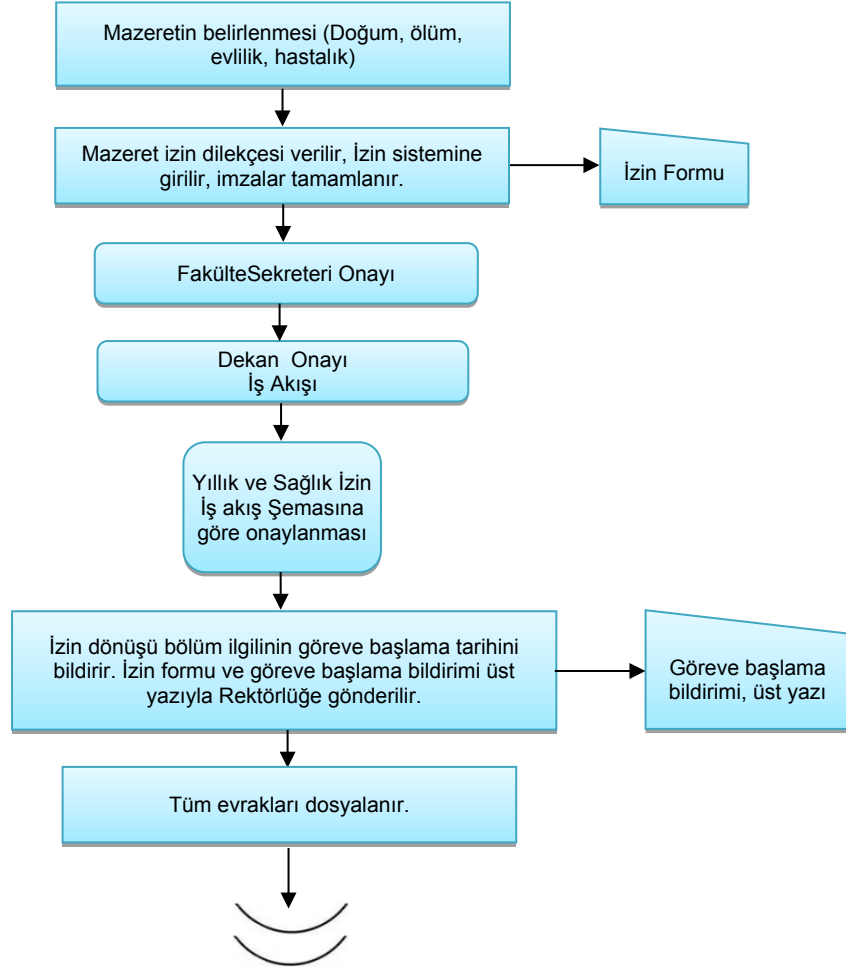 Mazeretin belirlenmesi (Doğum, ölüm,
evlilik, hastalık)
Mazeret izin dilekçesi verilir, İzin sistemine
girilir, imzalar tamamlanır.
İzin Formu
FakülteSekreteri Onayı
Dekan Onayı
İş Akışı
Yıllık ve Sağlık İzin
İş akış Şemasına
göre onaylanması
İzin dönüşü bölüm ilgilinin göreve başlama tarihini
bildirir. İzin formu ve göreve başlama bildirimi üst
yazıyla Rektörlüğe gönderilir.
Göreve başlama
bildirimi, üst yazı
Tüm evrakları dosyalanır.